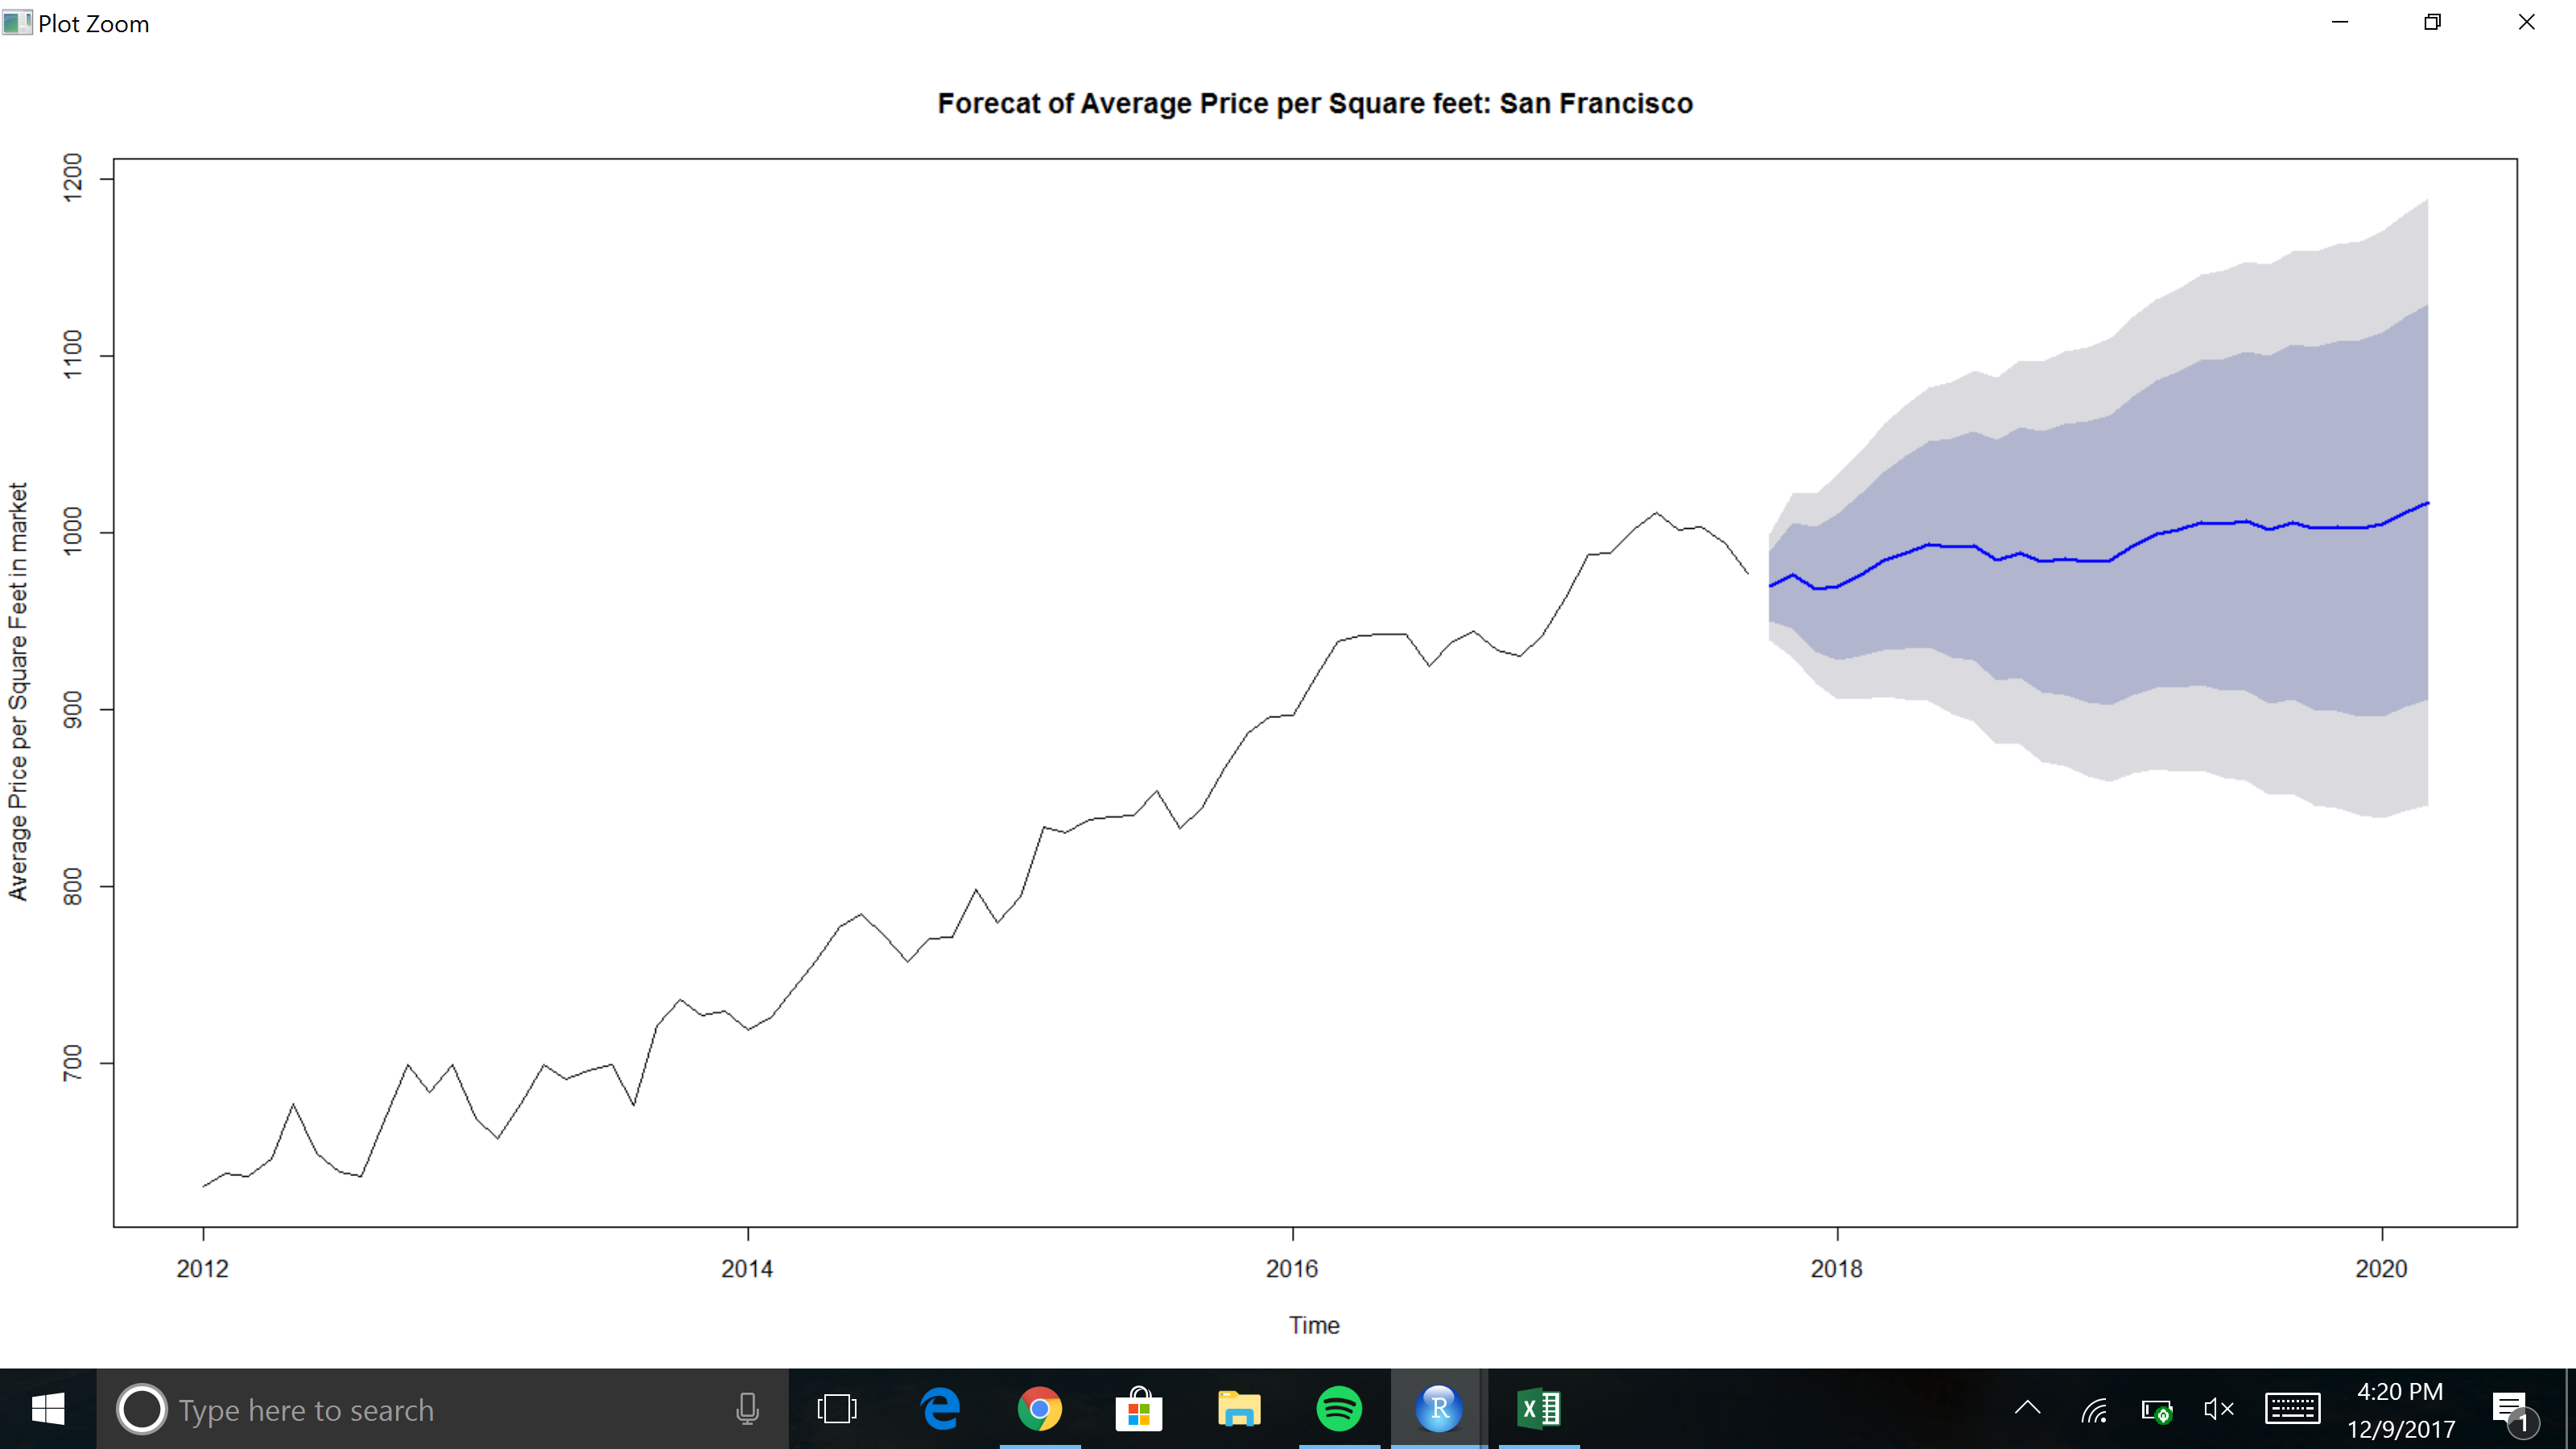 Plot Zoom
Forecat of Average Price per Square feet: San Francisco
Average Price per Square Feet in market
1200
1100
1000
900
800
700
2012 2014 2016 2018 2020
Time
Type here to search
R
X
4:20 PM
12/9/2017
1